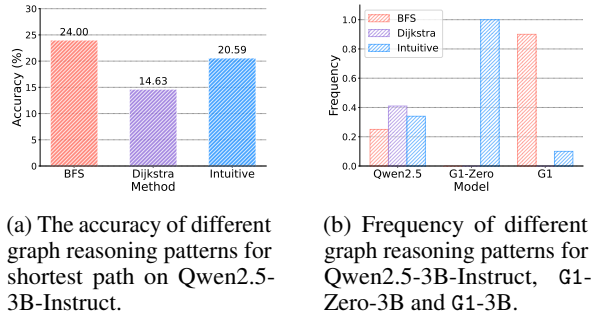 30
25
20
15
10
5
0
Accuracy (%)
24.00
14.63
20.59
BFS Dijkstra Intuitive
Method
(a) The accuracy of different
graph reasoning patterns for
shortest path on Qwen2.5-
3B-Instruct.
1.0
0.8
0.6
0.4
0.2
0.0
Frequency
BFS
Dijkstra
Intuitive
Qwen2.5 G1-Zero G1
Model
(b) Frequency of different
graph reasoning patterns for
Qwen2.5-3B-Instruct, G1-
Zero-3B and G1-3B.